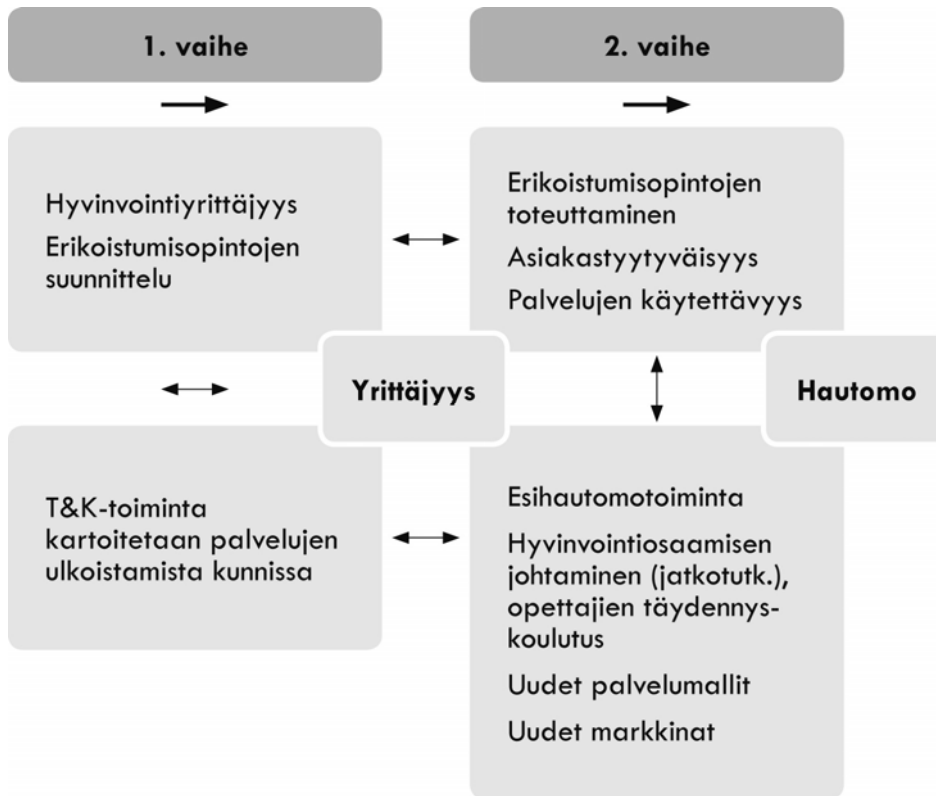 1. vaihe
2. vaihe
Hyvinvointiyrittäjyys
Erikoistumisopintojen
suunnittelu
Erikoistumisopintojen
toteuttaminen
Asiakastyytyväisyys
Palvelujen käytettävyys
Yrittäjyys
Hautomo
T&K-toiminta
kartoitetaan palvelujen
ulkoistamista kunnissa
Esihautomotoiminta
Hyvinvointiosaamisen
johtaminen (jatkotutk.),
opettajien täydennys-
koulutus
Uudet palvelumallit
Uudet markkinat